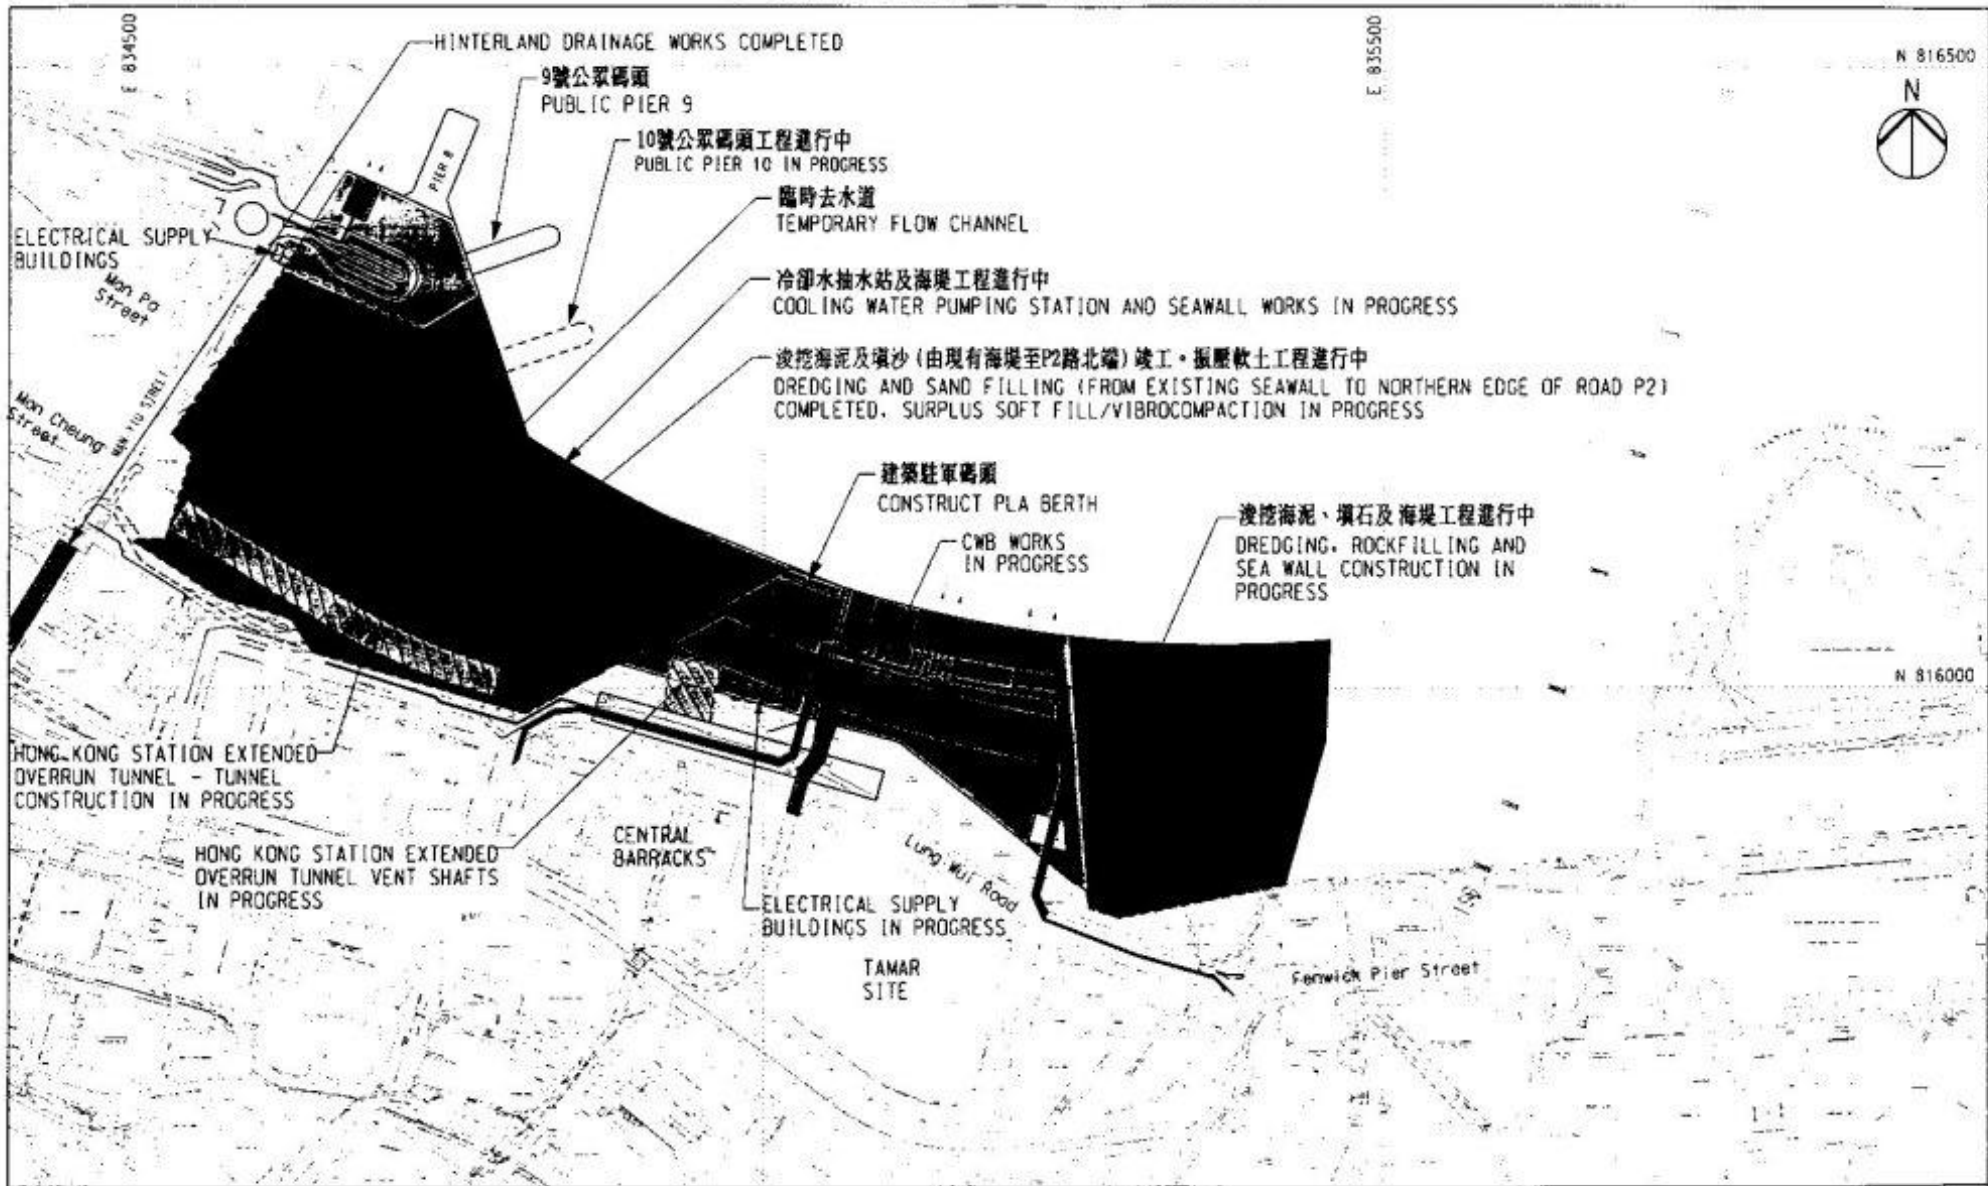 E 834500
E 835500
N 816500
N
HINTERLAND DRAINAGE WORKS COMPLETED
9號公眾碼頭
PUBLIC PIER 9
10號公眾碼頭工程進行中
PUBLIC PIER 10 IN PROGRESS
PIER 8
臨時去水道
TEMPORARY FLOW CHANNEL
ELECTRICAL SUPPLY
BUILDINGS
Man Po
Street
冷卻水抽水站及海堤工程進行中
COOLING WATER PUMPING STATION AND SEAWALL WORKS IN PROGRESS
浚挖海泥及填沙(由現有海堤至P2路北端)竣工。振壓軟土工程進行中
DREDGING AND SAND FILLING (FROM EXISTING SEAWALL TO NORTHERN EDGE OF ROAD P2)
COMPLETED. SURPLUS SOFT FILL/VIBROCOMPACTION IN PROGRESS
Man Cheung
Street
MAN YIU STREET
建築駐軍碼頭
CONSTRUCT PLA BERTH
CWB WORKS
IN PROGRESS
浚挖海泥、填石及海堤工程進行中
DREDGING, ROCKFILLING AND
SEA WALL CONSTRUCTION IN
PROGRESS
N 816000
HONG KONG STATION EXTENDED
OVERRUN TUNNEL - TUNNEL
CONSTRUCTION IN PROGRESS
HONG KONG STATION EXTENDED
OVERRUN TUNNEL VENT SHAFTS
IN PROGRESS
CENTRAL
BARRACKS
Lung Wui Road
ELECTRICAL SUPPLY
BUILDINGS IN PROGRESS
TAMAR
SITE
Fenwick Pier Street